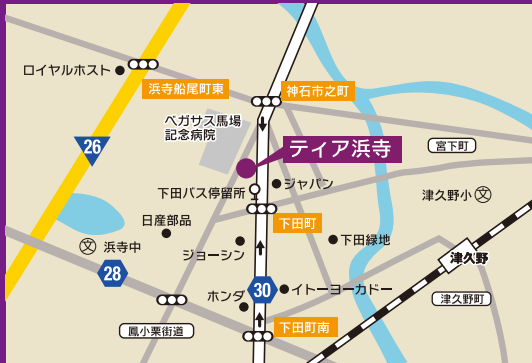 ロイヤルホスト
浜寺船尾町東
神石市之町
ペガサス馬場
記念病院
26
ティア浜寺
宮下町
下田バス停留所
ジャパン
津久野小
文
日産部品
下田町
文
浜寺中
ジョーシン
下田緑地
津久野
28
30
ホンダ
イトーヨーカドー
津久野町
鳳小栗街道
下田町南